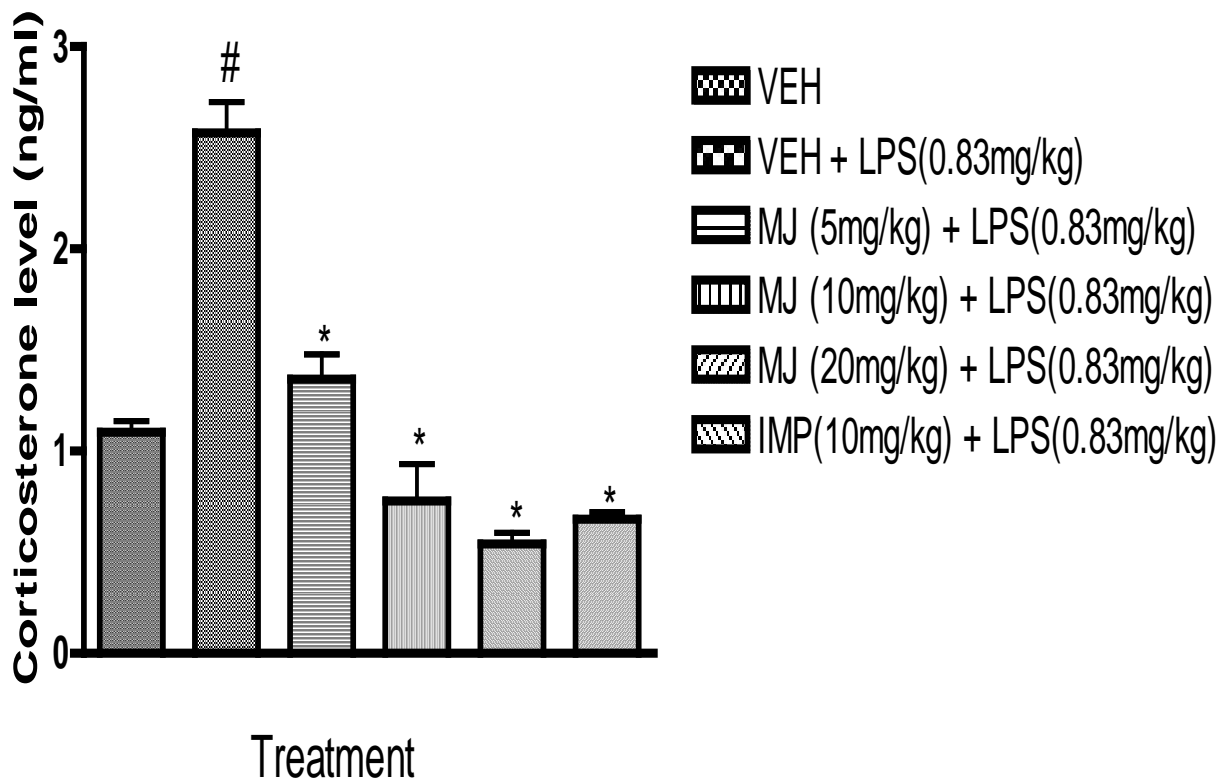 Corticosterone level (ng/ml)
3
2
1
0
#
*
*
*
*
Treatment
VEH
VEH + LPS(0.83mg/kg)
MJ (5mg/kg) + LPS(0.83mg/kg)
MJ (10mg/kg) + LPS(0.83mg/kg)
MJ (20mg/kg) + LPS(0.83mg/kg)
IMP(10mg/kg) + LPS(0.83mg/kg)